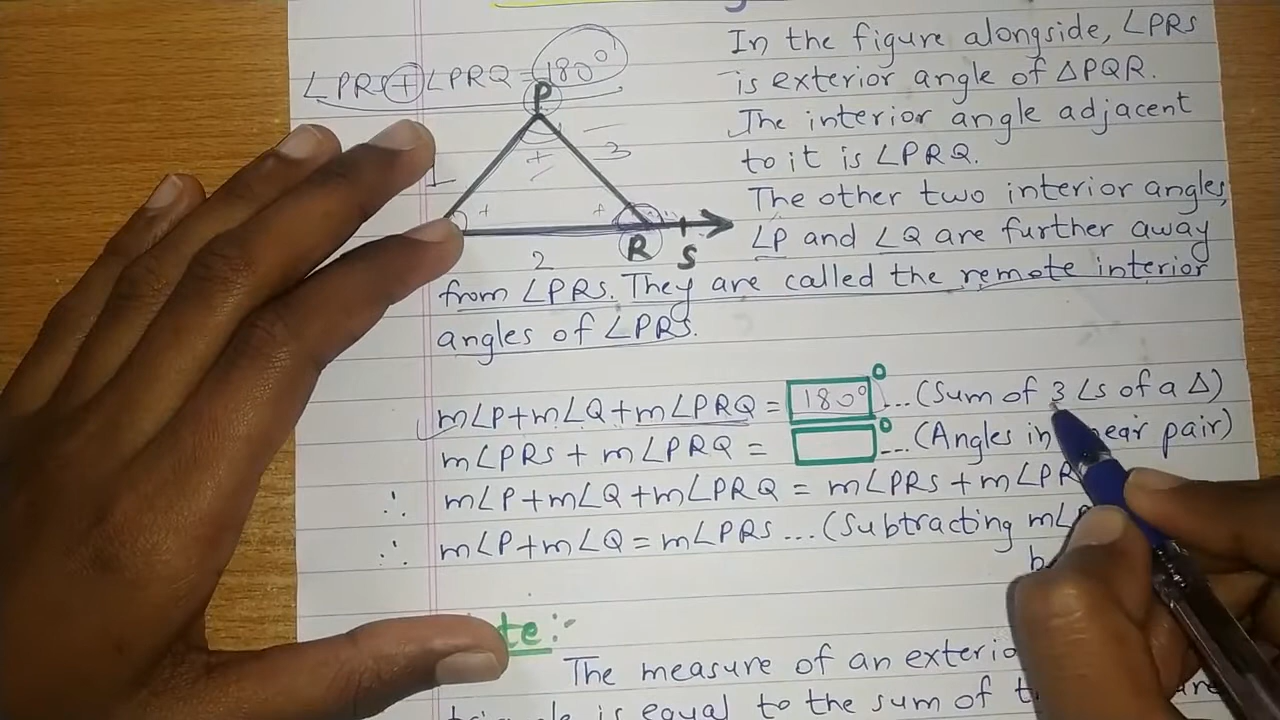 ∠PRS + ∠PRQ = 180°
P
1
3
2
R
S
In the figure alongside, ∠PRS
is exterior angle of ΔPQR.
The interior angle adjacent
to it is ∠PRQ.
The other two interior angles,
∠P and ∠Q are further away
from ∠PRS. They are called the remote interior
angles of ∠PRS.
m∠P+m∠Q+m∠PRQ = 180° ° ... (Sum of 3 ∠s of a Δ)
m∠PRS + m∠PRQ = ° ... (Angles in pair)
∴ m∠P+m∠Q+m∠PRQ = m∠PRS + m∠PR
∴ m∠P+m∠Q = m∠PRS ... (Subtracting m∠
te :-
The measure of an exterio
is equal to the sum of